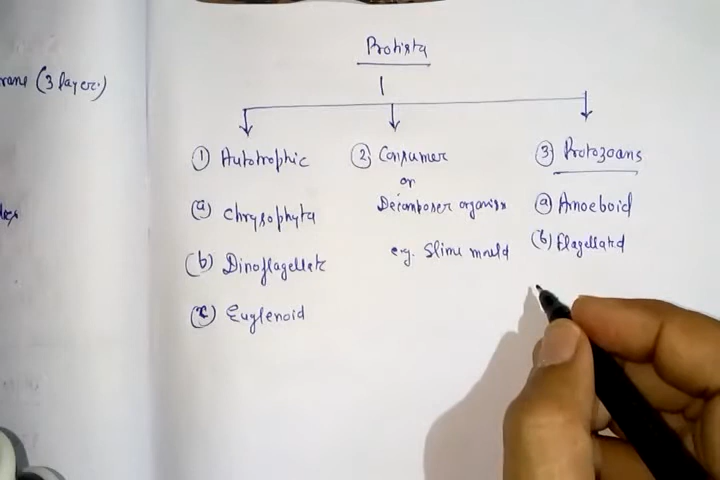 Protista
rane (3 layer.)
① Autotrophic
(a) chrysophyta
(b) Dinoflagellate
(c) Euglenoid
② Consumer
or
Decomposer organism
e.g. Slime mould
③ Protozoans
(a) Amoeboid
(b) Flagellated